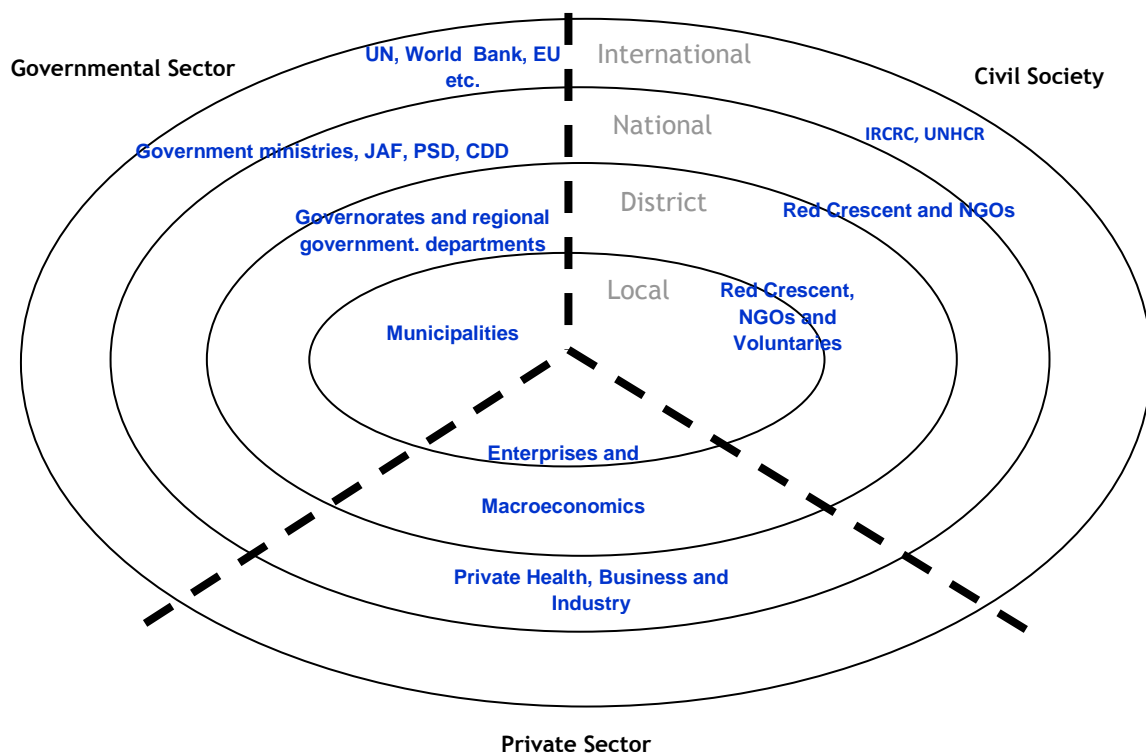 UN, World Bank, EU
etc.
International
Governmental Sector
Civil Society
National
IRCRC, UNHCR
Government ministries, JAF, PSD, CDD
District
Red Crescent and NGOs
Governorates and regional
government. departments
Local
Red Crescent,
NGOs and
Voluntaries
Municipalities
Enterprises and
Macroeconomics
Private Health, Business and
Industry
Private Sector